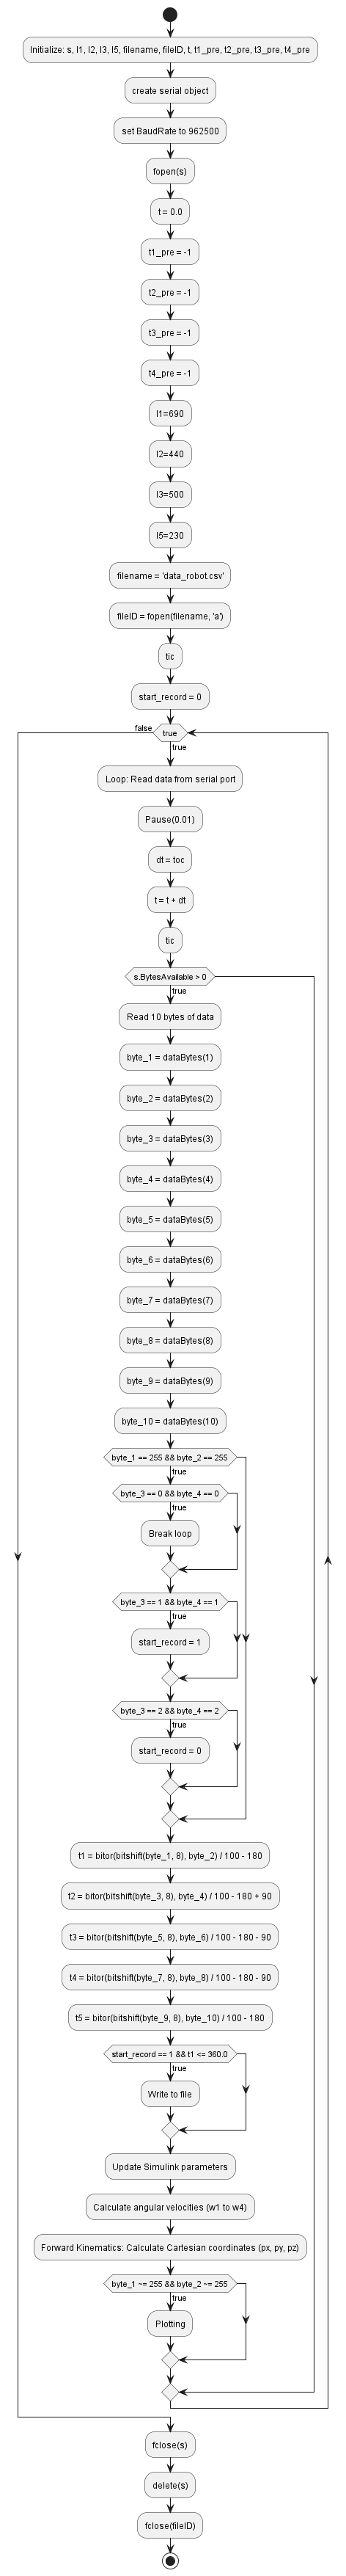 Initialize: s, l1, l2, l3, l5, filename, fileID, t, t1_pre, t2_pre, t3_pre, t4_pre
create serial object
set BaudRate to 962500
fopen(s)
t = 0.0
t1_pre = -1
t2_pre = -1
t3_pre = -1
t4_pre = -1
l1=690
l2=440
l3=500
l5=230
filename = 'data_robot.csv'
fileID = fopen(filename, 'a')
tic
start_record = 0
false
true
true
Loop: Read data from serial port
Pause(0.01)
dt = toc
t = t + dt
tic
s.BytesAvailable > 0
true
Read 10 bytes of data
byte_1 = dataBytes(1)
byte_2 = dataBytes(2)
byte_3 = dataBytes(3)
byte_4 = dataBytes(4)
byte_5 = dataBytes(5)
byte_6 = dataBytes(6)
byte_7 = dataBytes(7)
byte_8 = dataBytes(8)
byte_9 = dataBytes(9)
byte_10 = dataBytes(10)
byte_1 == 255 && byte_2 == 255
true
byte_3 == 0 && byte_4 == 0
true
Break loop
byte_3 == 1 && byte_4 == 1
true
start_record = 1
byte_3 == 2 && byte_4 == 2
true
start_record = 0
t1 = bitor(bitshift(byte_1, 8), byte_2) / 100 - 180
t2 = bitor(bitshift(byte_3, 8), byte_4) / 100 - 180 + 90
t3 = bitor(bitshift(byte_5, 8), byte_6) / 100 - 180 - 90
t4 = bitor(bitshift(byte_7, 8), byte_8) / 100 - 180 - 90
t5 = bitor(bitshift(byte_9, 8), byte_10) / 100 - 180
start_record == 1 && t1 <= 360.0
true
Write to file
Update Simulink parameters
Calculate angular velocities (w1 to w4)
Forward Kinematics: Calculate Cartesian coordinates (px, py, pz)
byte_1 ~= 255 && byte_2 ~= 255
true
Plotting
fclose(s)
delete(s)
fclose(fileID)